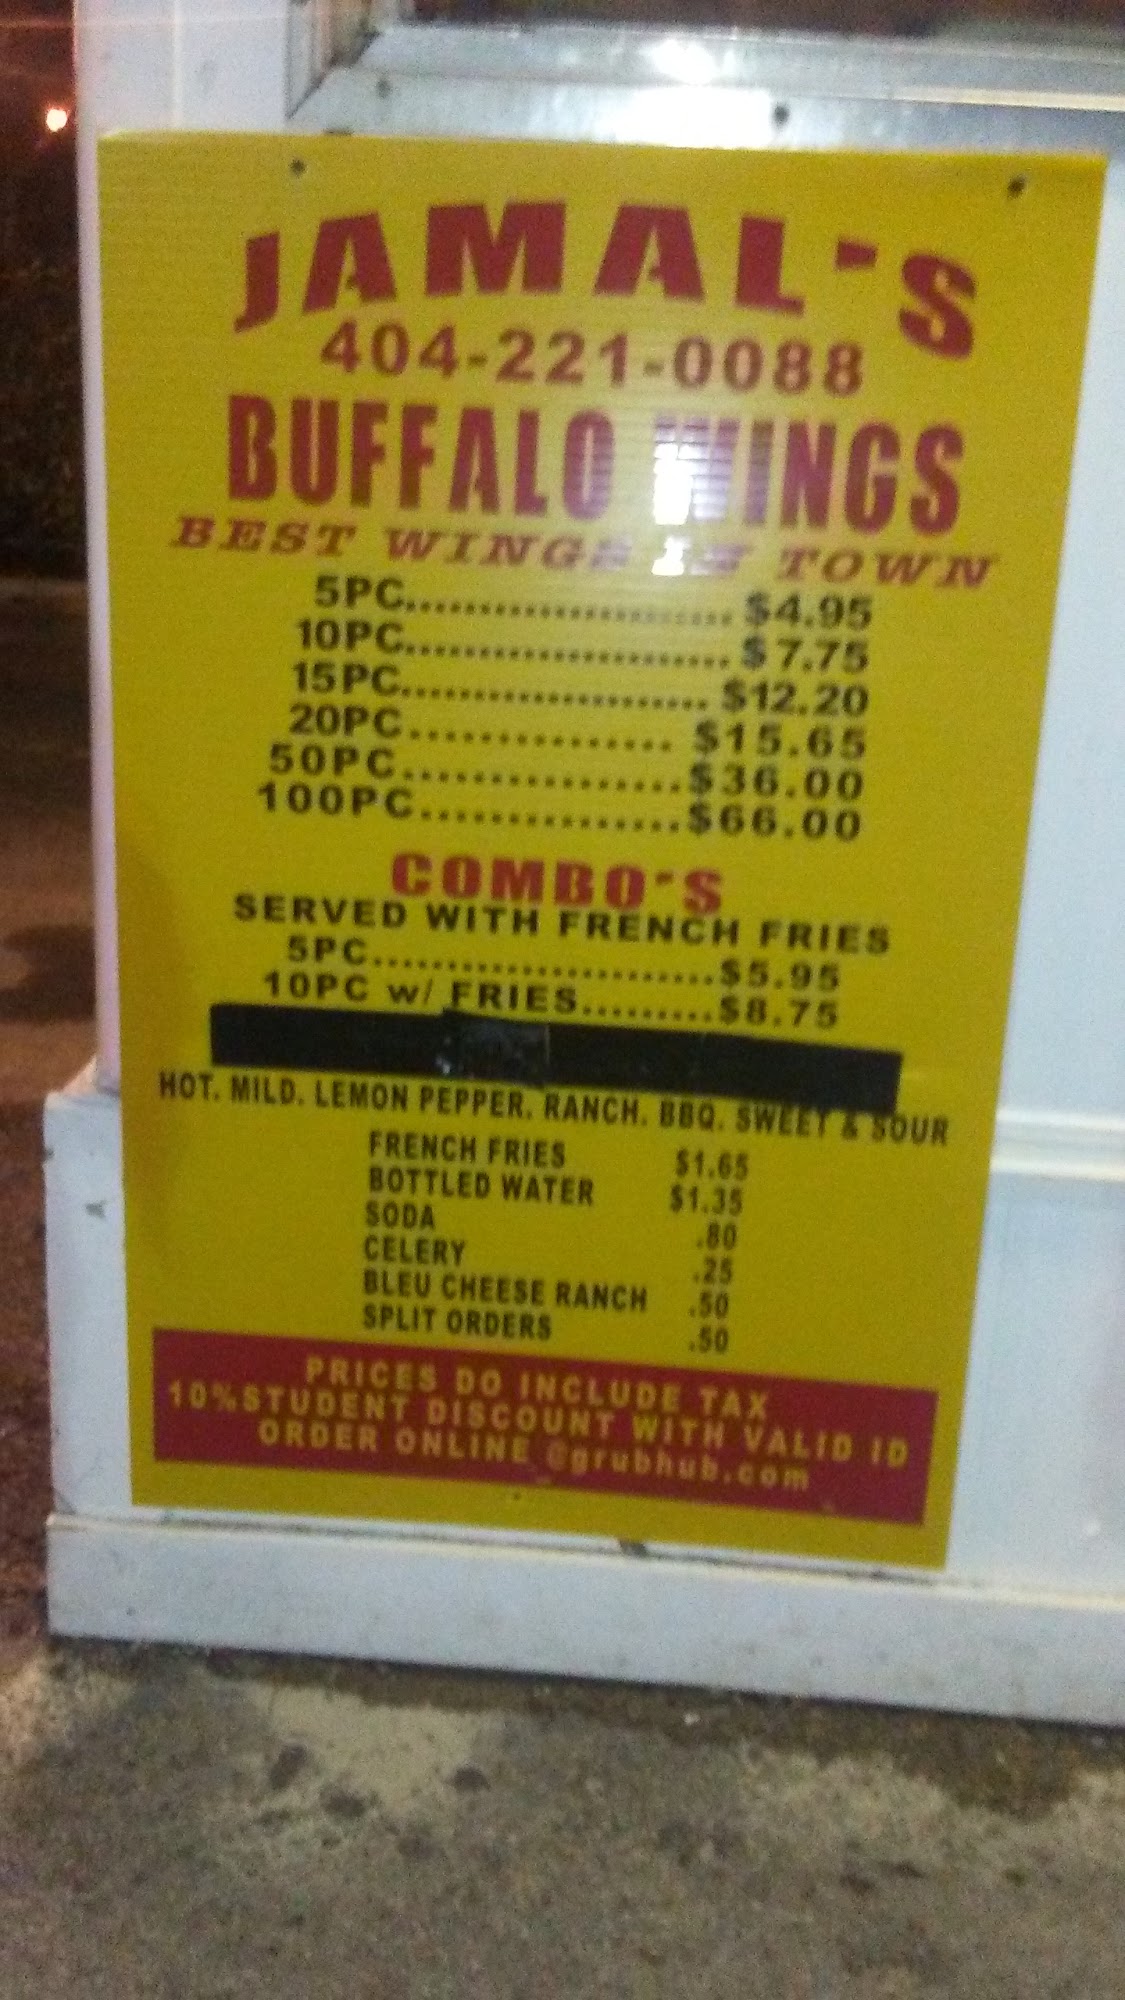 JAMAL'S
404-221-0088
BUFFALO WINGS
BEST WINGS IN TOWN
5PC....................... $4.95
10PC...................... $7.75
15PC..................... $12.20
20PC............... $15.65
50PC................$36.00
100PC...............$66.00
COMBO'S
SERVED WITH FRENCH FRIES
5PC.......................$5.95
10PC w/ FRIES.........$8.75
HOT. MILD. LEMON PEPPER. RANCH. BBQ. SWEET & SOUR
FRENCH FRIES $1.65
BOTTLED WATER $1.35
SODA .80
CELERY .25
BLEU CHEESE RANCH .50
SPLIT ORDERS .50
PRICES DO INCLUDE TAX
10%STUDENT DISCOUNT WITH VALID ID
ORDER ONLINE @grubhub.com